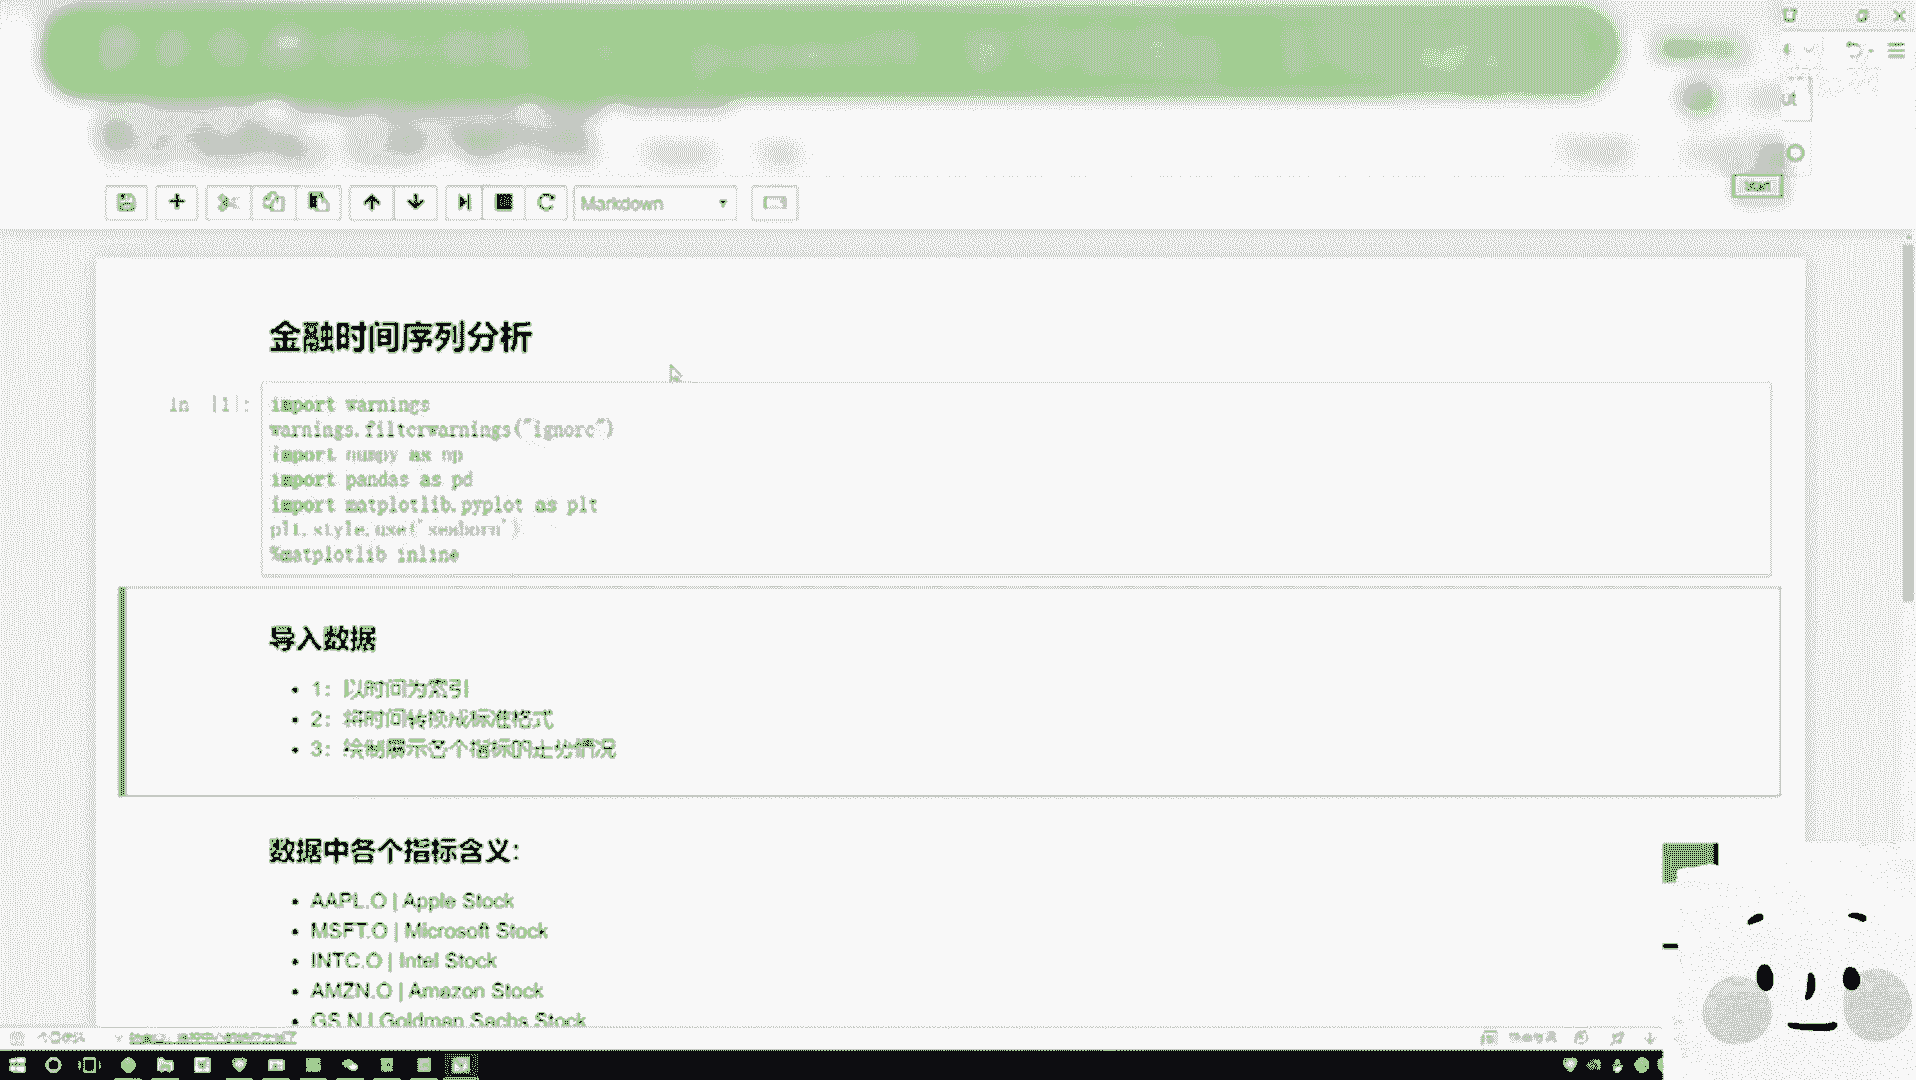 Markdown
金融时间序列分析
In [1]:
import warnings
warnings.filterwarnings("ignore")
import numpy as np
import pandas as pd
import matplotlib.pyplot as plt
plt.style.use('seaborn')
%matplotlib inline
导入数据
1: 以时间为索引
2: 将时间转换成标准格式
3: 绘制展示各个指标的走势情况
数据中各个指标含义:
AAPL.O | Apple Stock
MSFT.O | Microsoft Stock
INTC.O | Intel Stock
AMZN.O | Amazon Stock
GS.N | Goldman Sachs Stock